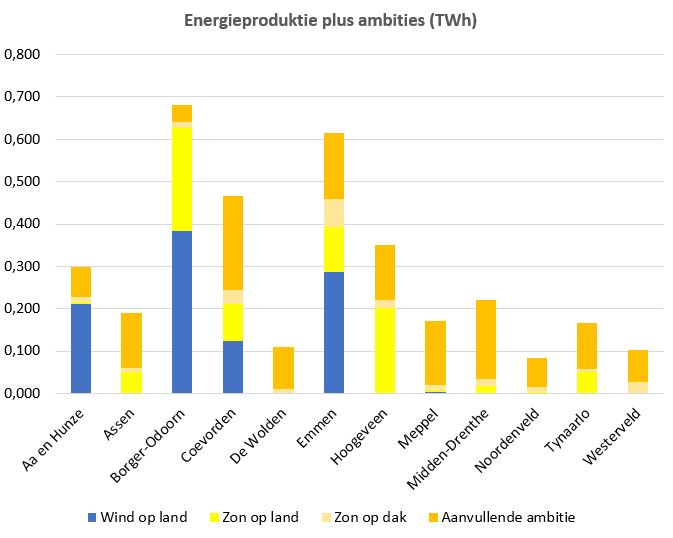 Energieproduktie plus ambities (TWh)
0,800
0,700
0,600
0,500
0,400
0,300
0,200
0,100
0,000
Aa en Hunze
Assen
Borger-Odoorn
Coevorden
De Wolden
Emmen
Hoogeveen
Meppel
Midden-Drenthe
Noordenveld
Tynaarlo
Westerveld
Wind op land
Zon op land
Zon op dak
Aanvullende ambitie